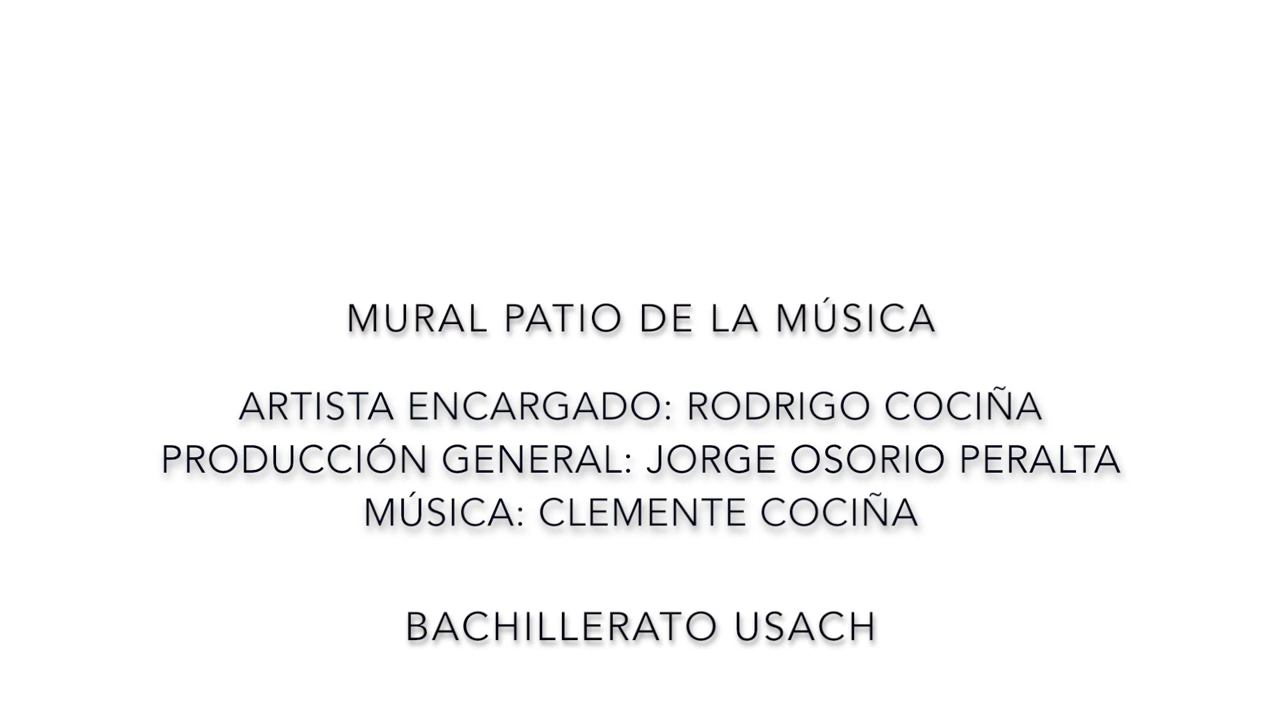 MURAL PATIO DE LA MÚSICA
ARTISTA ENCARGADO: RODRIGO COCIÑA
PRODUCCIÓN GENERAL: JORGE OSORIO PERALTA
MÚSICA: CLEMENTE COCIÑA
BACHILLERATO USACH